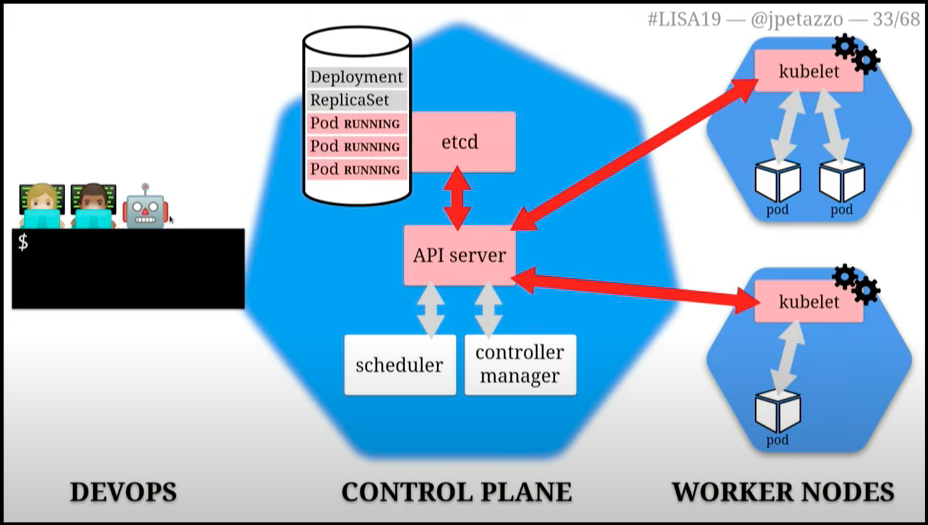 #LISA19 — @jpetazzo — 33/68
Deployment
ReplicaSet
Pod RUNNING
Pod RUNNING
Pod RUNNING
etcd
API server
scheduler
controller
manager
$
kubelet
pod
pod
kubelet
pod
DEVOPS
CONTROL PLANE
WORKER NODES